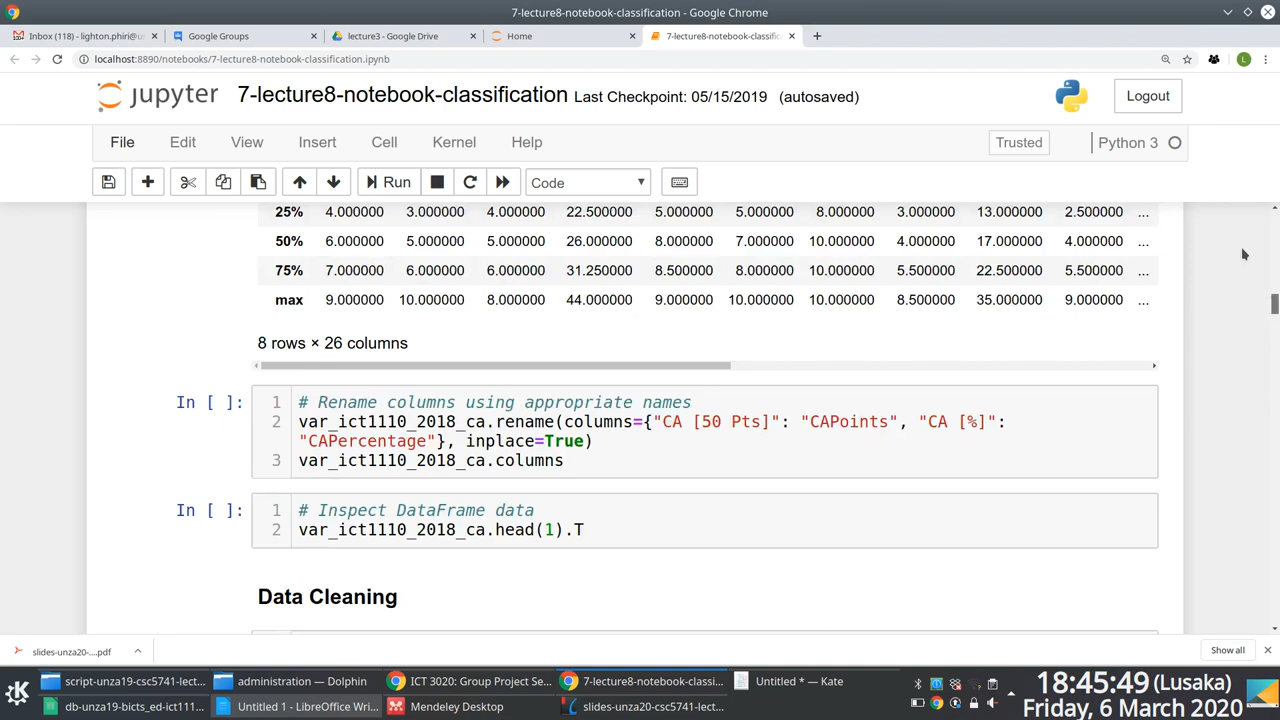 7-lecture8-notebook-classification - Google Chrome
Inbox (118) - lighton.phiri@u
Google Groups
lecture3 - Google Drive
Home
7-lecture8-notebook-classific
localhost:8890/notebooks/7-lecture8-notebook-classification.ipynb
L
jupyter 7-lecture8-notebook-classification Last Checkpoint: 05/15/2019 (autosaved)
Logout
File Edit View Insert Cell Kernel Help
Trusted
Python 3
Run
Code
25% 4.000000 3.000000 4.000000 22.500000 5.000000 5.000000 8.000000 3.000000 13.000000 2.500000 ...
50% 6.000000 5.000000 5.000000 26.000000 8.000000 7.000000 10.000000 4.000000 17.000000 4.000000 ...
75% 7.000000 6.000000 6.000000 31.250000 8.500000 8.000000 10.000000 5.500000 22.500000 5.500000 ...
max 9.000000 10.000000 8.000000 44.000000 9.000000 10.000000 10.000000 8.500000 35.000000 9.000000 ...
8 rows × 26 columns
In [ ]:
1 # Rename columns using appropriate names
2 var_ict1110_2018_ca.rename(columns={"CA [50 Pts]": "CAPoints", "CA [%]":
"CAPercentage"}, inplace=True)
3 var_ict1110_2018_ca.columns
In [ ]:
1 # Inspect DataFrame data
2 var_ict1110_2018_ca.head(1).T
Data Cleaning
slides-unza20-....pdf
Show all
script-unza19-csc5741-lect...
administration — Dolphin
ICT 3020: Group Project Se...
7-lecture8-notebook-classi...
Untitled * — Kate
18:45:49 (Lusaka)
db-unza19-bicts_ed-ict111...
Untitled 1 - LibreOffice Wri...
Mendeley Desktop
slides-unza20-csc5741-lect...
Friday, 6 March 2020